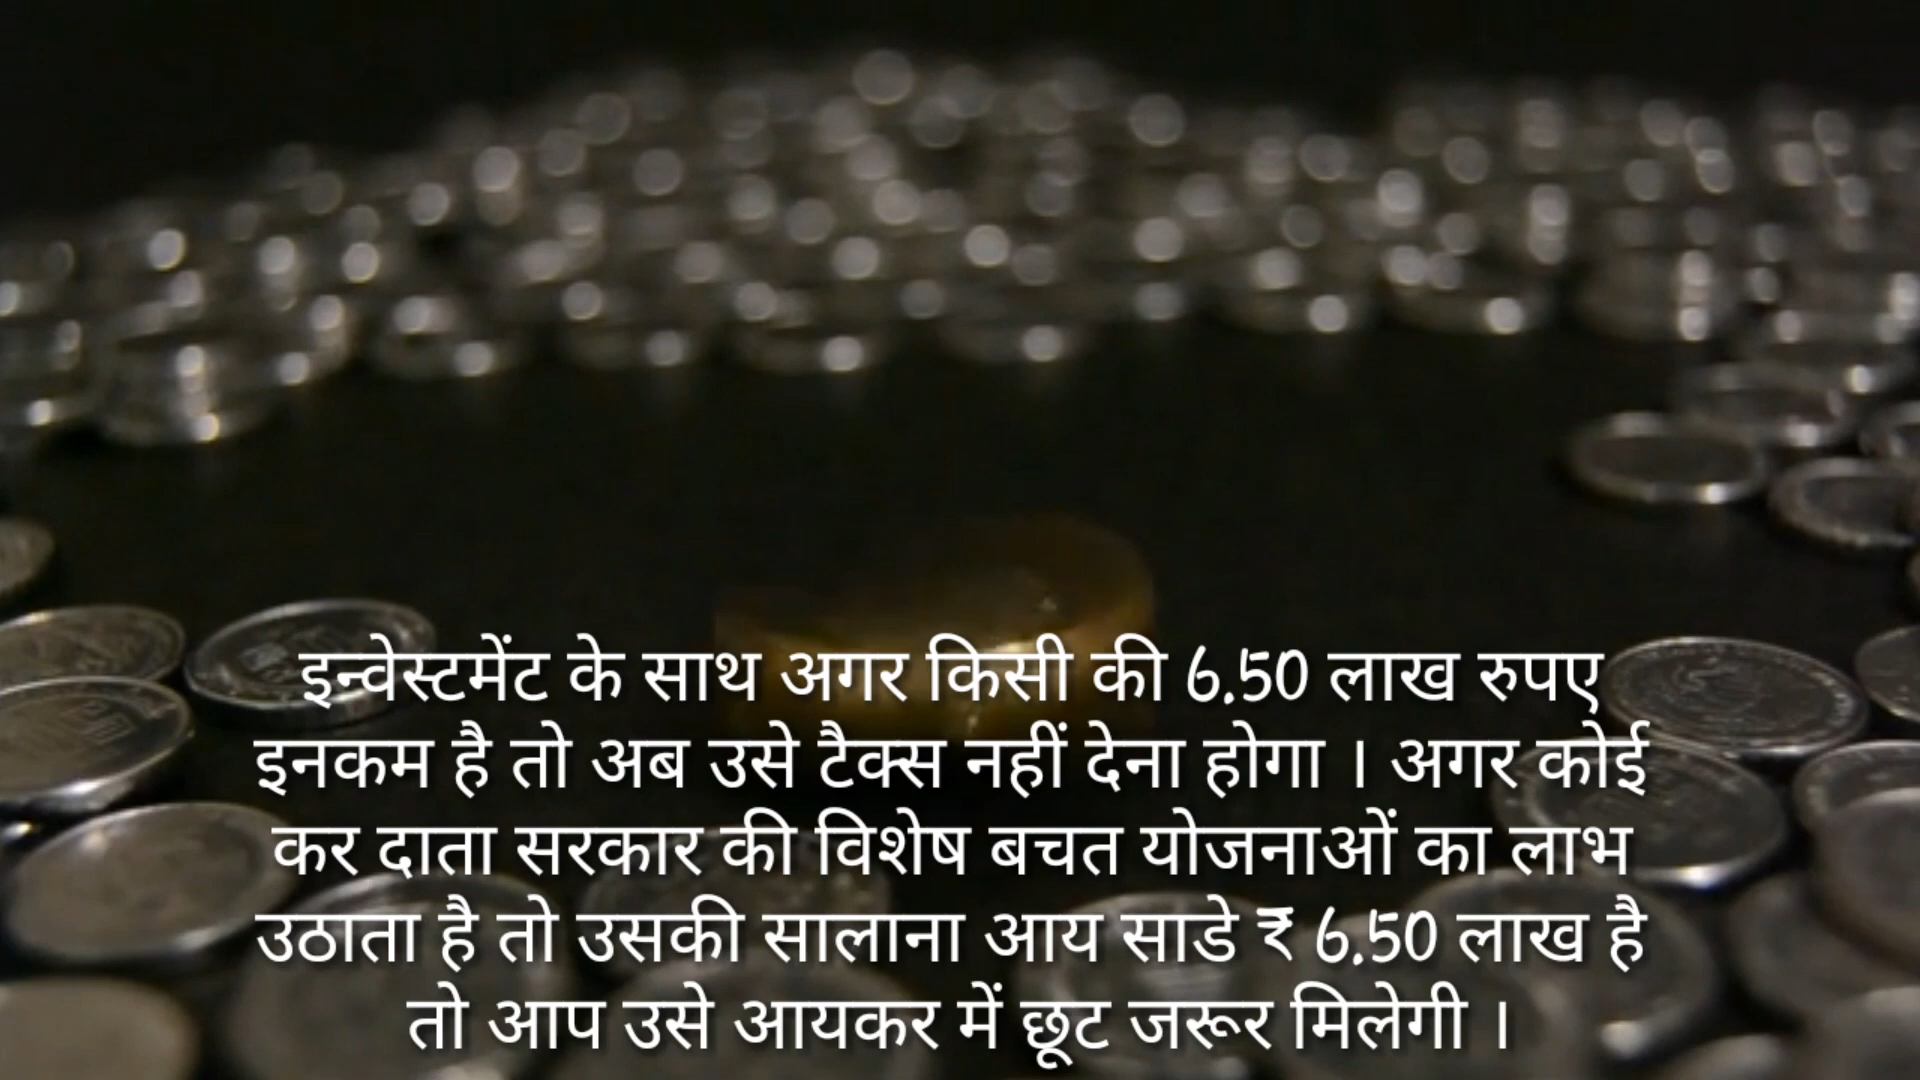 इन्वेस्टमेंट के साथ अगर किसी की 6.50 लाख रुपए
इनकम है तो अब उसे टैक्स नहीं देना होगा । अगर कोई
कर दाता सरकार की विशेष बचत योजनाओं का लाभ
उठाता है तो उसकी सालाना आय साडे ₹ 6.50 लाख है
तो आप उसे आयकर में छूट जरूर मिलेगी ।